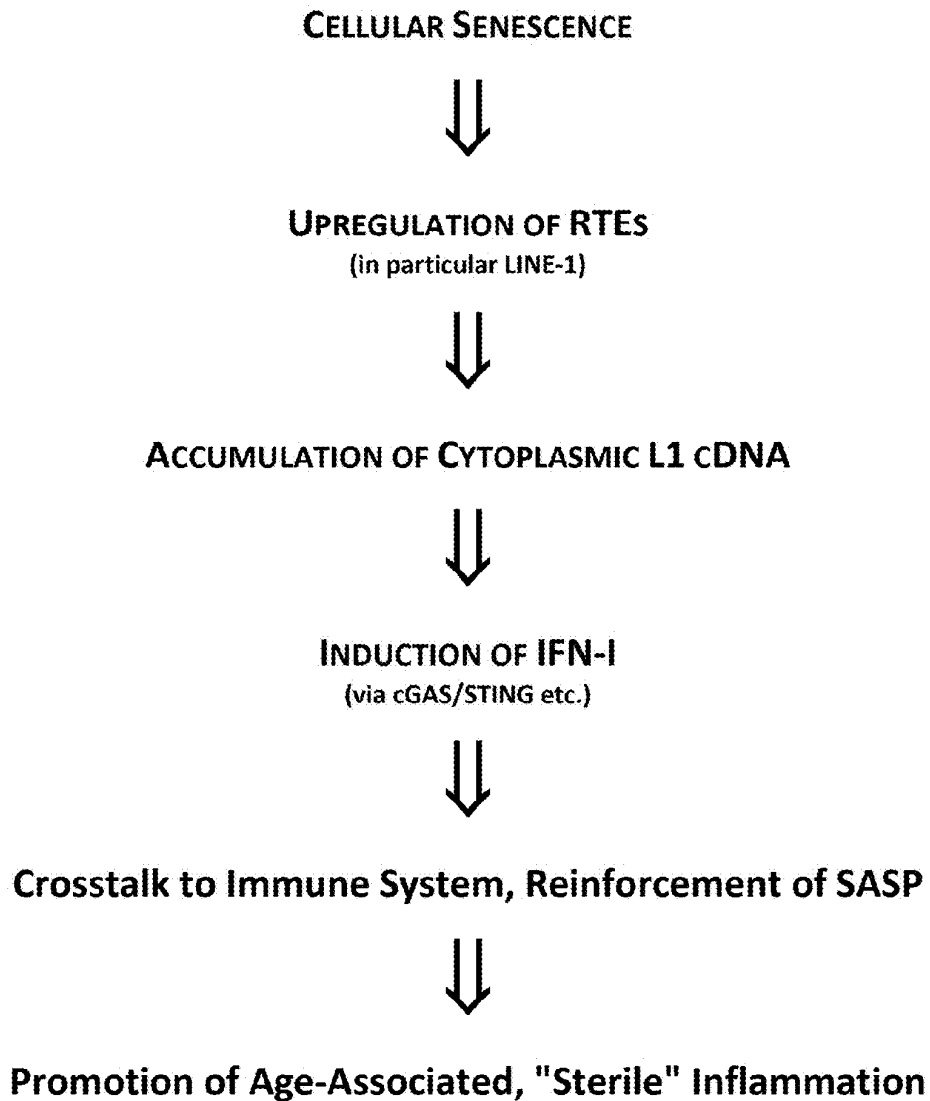 CELLULAR SENESCENCE
UPREGULATION OF RTEs
(in particular LINE-1)
ACCUMULATION OF CYTOPLASMIC L1 CDNA
INDUCTION OF IFN-I
(via cGAS/STING etc.)
Crosstalk to Immune System, Reinforcement of SASP
Promotion of Age-Associated, "Sterile" Inflammation